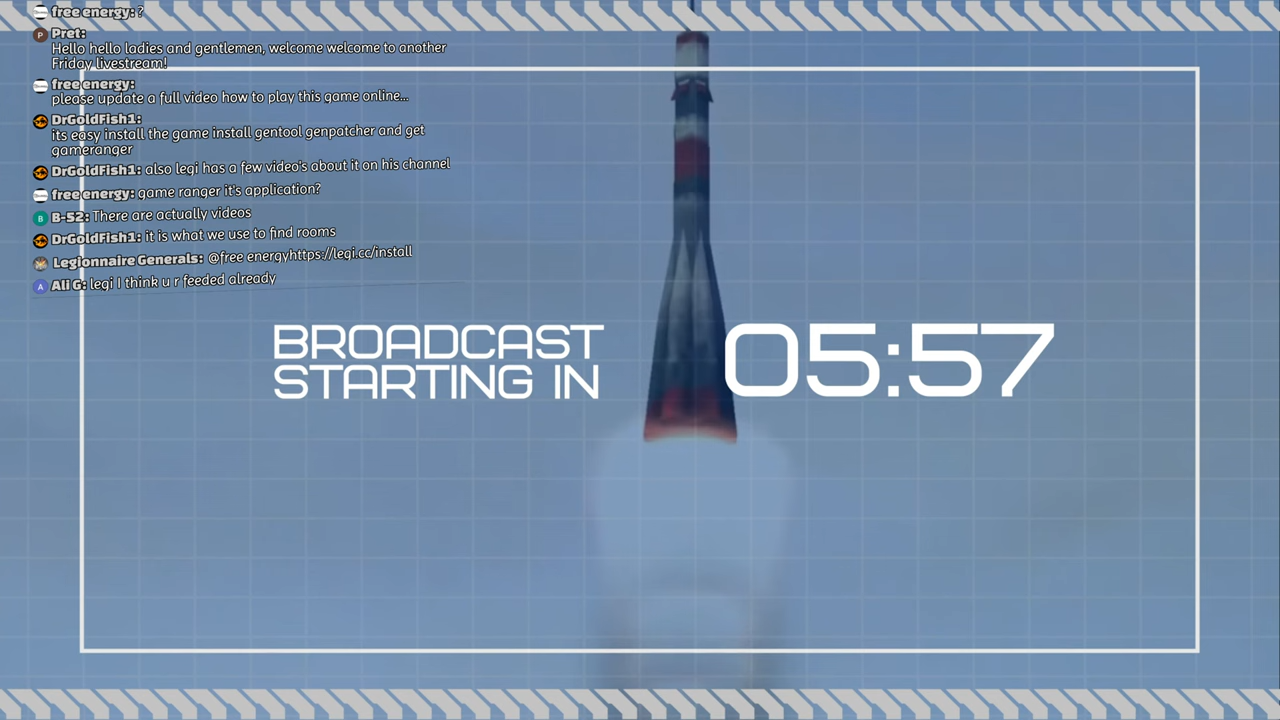 free energy: ?
Pret:
Hello hello ladies and gentlemen, welcome welcome to another
Friday livestream!
free energy:
please update a full video how to play this game online...
DrGoldFish1:
its easy install the game install gentool genpatcher and get
gameranger
DrGoldFish1: also legi has a few video's about it on his channel
free energy: game ranger it's application?
B B-52: There are actually videos
DrGoldFish1: it is what we use to find rooms
Legionnaire Generals: @free energyhttps://legi.cc/install
A Ali G: legi I think u r feeded already
BROADCAST
STARTING IN
05:57